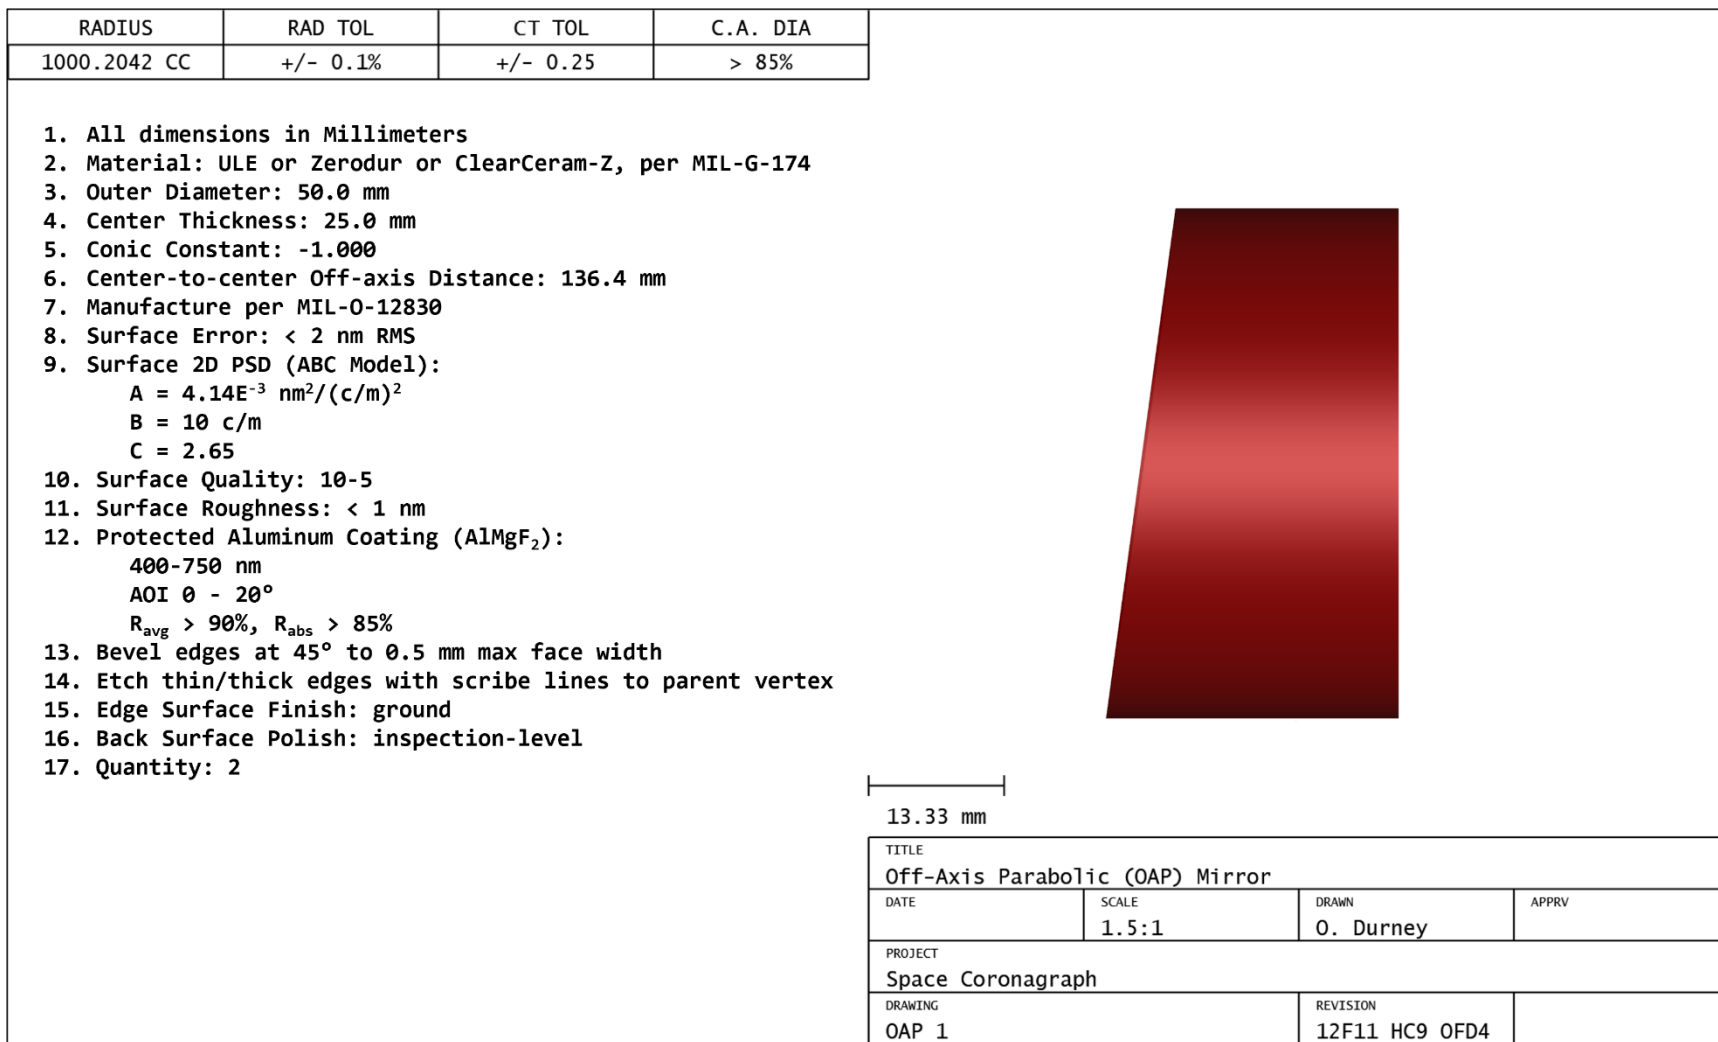 RADIUS RAD TOL CT TOL C.A. DIA
1000.2042 CC +/- 0.1% +/- 0.25 > 85%
1. All dimensions in Millimeters
2. Material: ULE or Zerodur or ClearCeram-Z, per MIL-G-174
3. Outer Diameter: 50.0 mm
4. Center Thickness: 25.0 mm
5. Conic Constant: -1.000
6. Center-to-center Off-axis Distance: 136.4 mm
7. Manufacture per MIL-O-12830
8. Surface Error: < 2 nm RMS
9. Surface 2D PSD (ABC Model):
A = 4.14E⁻³ nm²/(c/m)²
B = 10 c/m
C = 2.65
10. Surface Quality: 10-5
11. Surface Roughness: < 1 nm
12. Protected Aluminum Coating (AlMgF₂):
400-750 nm
AOI 0 - 20°
Ravg > 90%, Rabs > 85%
13. Bevel edges at 45° to 0.5 mm max face width
14. Etch thin/thick edges with scribe lines to parent vertex
15. Edge Surface Finish: ground
16. Back Surface Polish: inspection-level
17. Quantity: 2
13.33 mm
TITLE
Off-Axis Parabolic (OAP) Mirror
DATE SCALE DRAWN APPRV
1.5:1 O. Durney
PROJECT
Space Coronagraph
DRAWING REVISION
OAP 1 12F11 HC9 OFD4